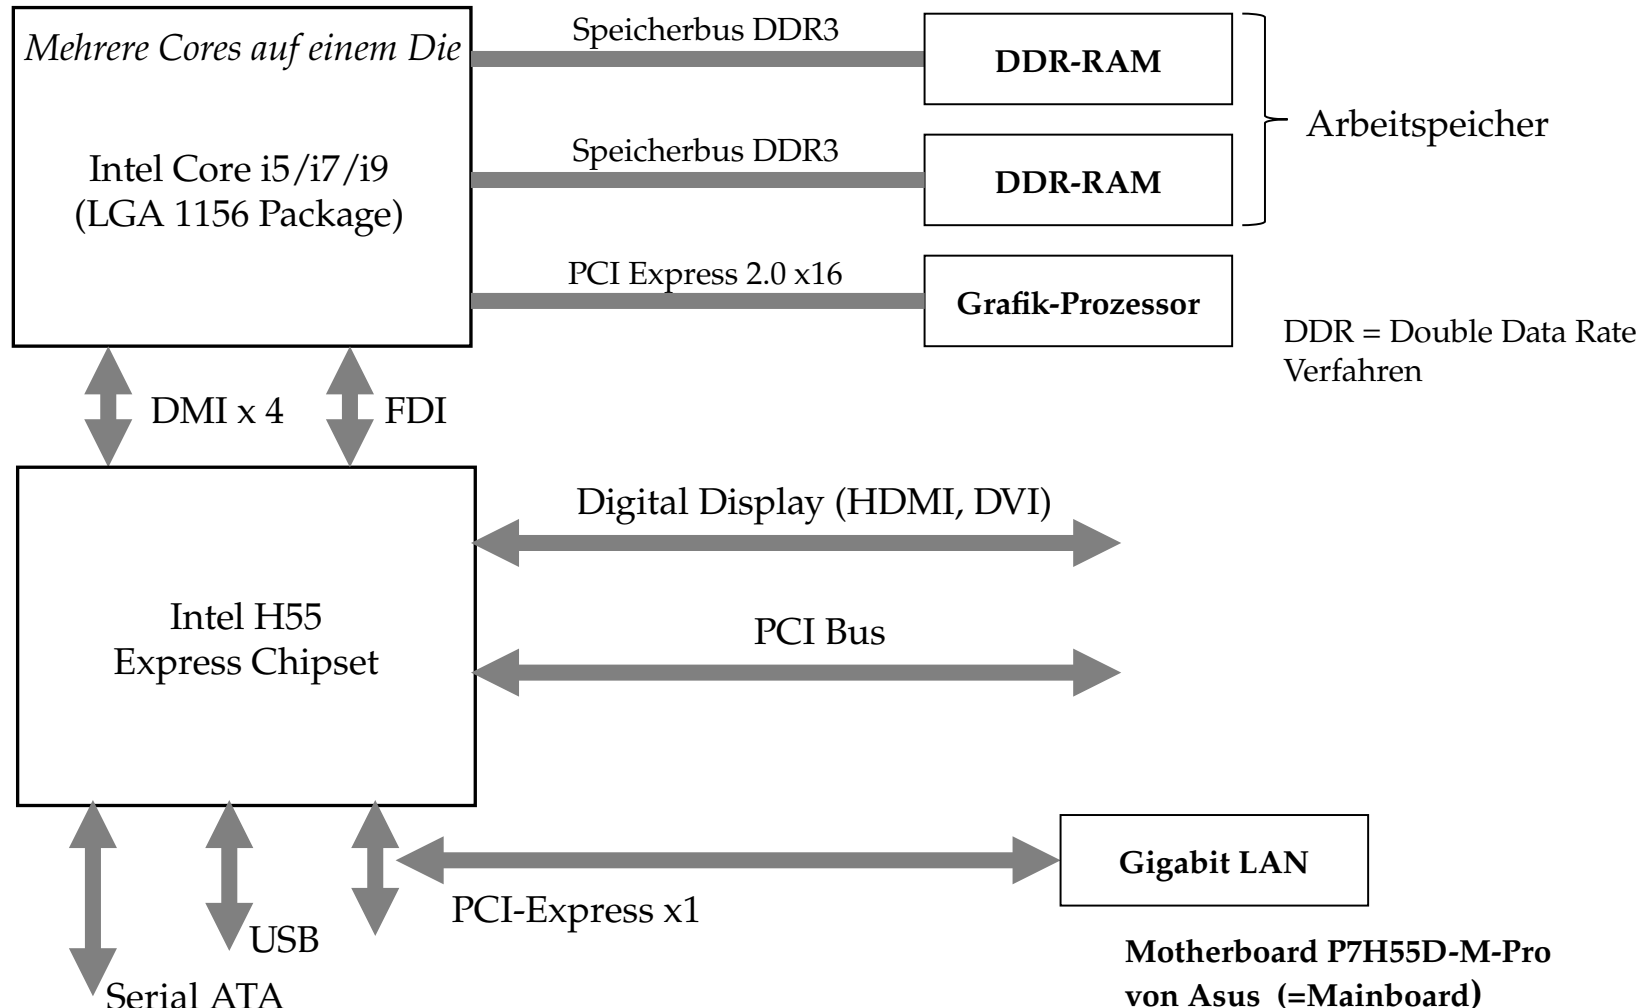 Mehrere Cores auf einem Die
Intel Core i5/i7/i9
(LGA 1156 Package)
Speicherbus DDR3
DDR-RAM
Speicherbus DDR3
DDR-RAM
Arbeitspeicher
PCI Express 2.0 x16
Grafik-Prozessor
DDR = Double Data Rate
Verfahren
DMI x 4
FDI
Digital Display (HDMI, DVI)
Intel H55
Express Chipset
PCI Bus
Gigabit LAN
PCI-Express x1
USB
Serial ATA
Motherboard P7H55D-M-Pro
von Asus (=Mainboard)